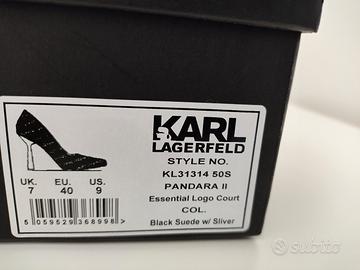 KARL
LAGERFELD
STYLE NO.
KL31314 50S
PANDARA II
Essential Logo Court
COL.
Black Suede w/ Sliver
UK. EU. US.
7 40 9
5 059529 368998 >
subito